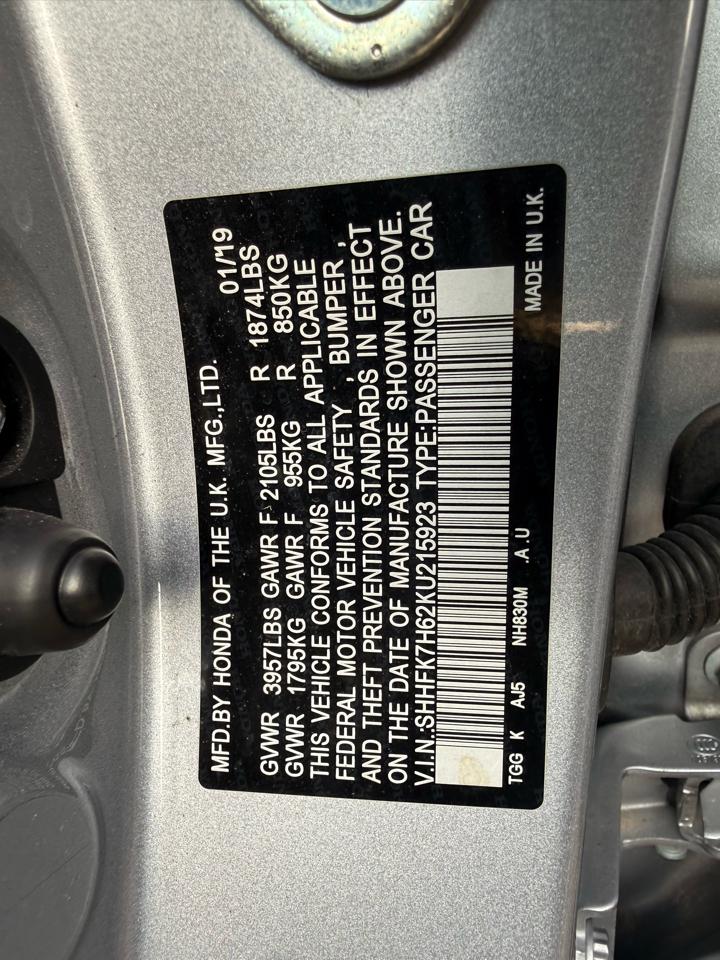 MFD.BY HONDA OF THE U.K. MFG.,LTD. 01/19
GVWR 3957LBS GAWR F 2105LBS R 1874LBS
GVWR 1795KG GAWR F 955KG R 850KG
THIS VEHICLE CONFORMS TO ALL APPLICABLE
FEDERAL MOTOR VEHICLE SAFETY , BUMPER ,
AND THEFT PREVENTION STANDARDS IN EFFECT
ON THE DATE OF MANUFACTURE SHOWN ABOVE.
V.I.N.:SHHFK7H62KU215923 TYPE:PASSENGER CAR
TGG K AJ5 NH830M .A .U MADE IN U.K.